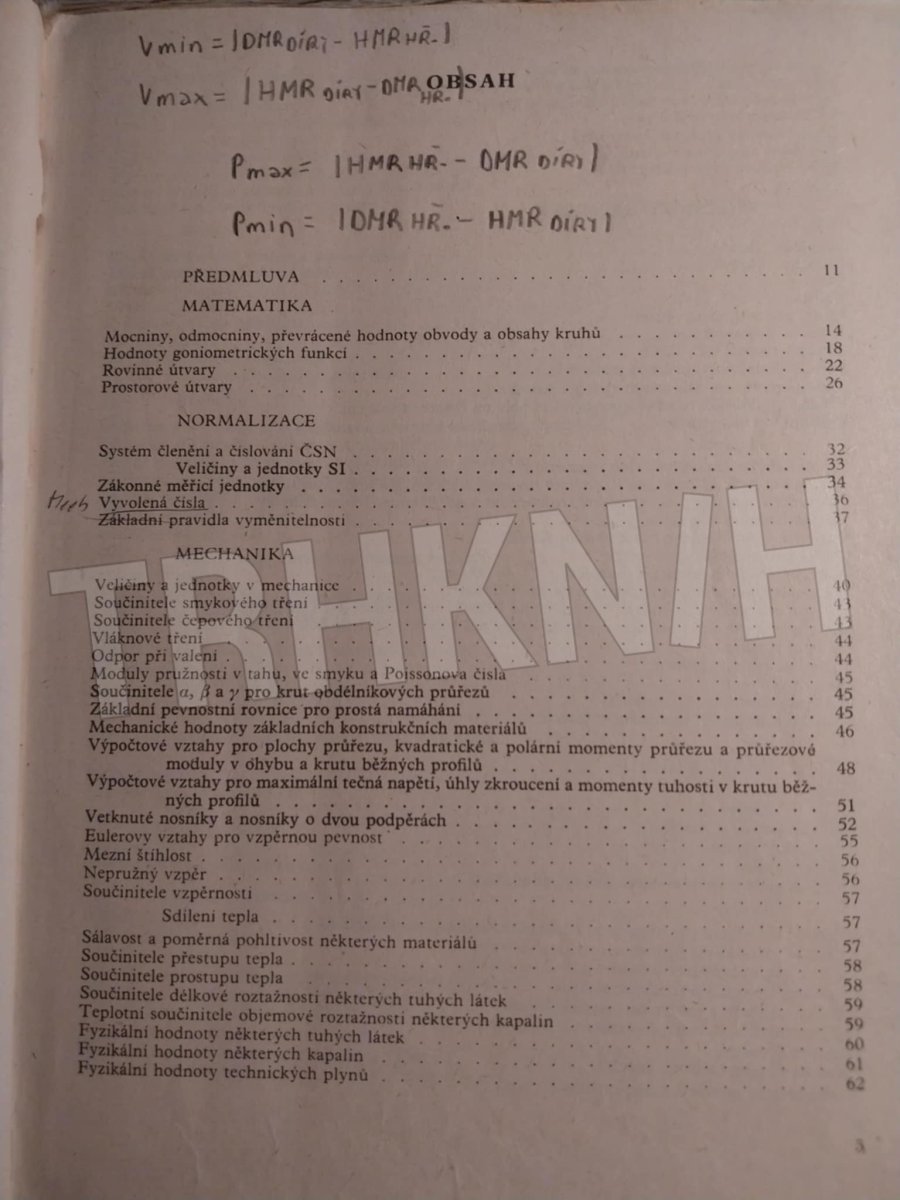 Vmin = |DMR DÍRY - HMR HŘ.|
Vmax = |HMR DÍRY - DMR HŘ.|
OBSAH
Pmax = |HMR HŘ. - DMR DÍRY|
Pmin = |DMR HŘ. - HMR DÍRY|
PŘEDMLUVA . . . 11
MATEMATIKA
Mocniny, odmocniny, převrácené hodnoty obvody a obsahy kruhů . . . 14
Hodnoty goniometrických funkcí . . . 18
Rovinné útvary . . . 22
Prostorové útvary . . . 26
NORMALIZACE
Systém členění a číslování ČSN . . . 32
Veličiny a jednotky SI . . . 33
Zákonné měřicí jednotky . . . 34
Vyvolená čísla . . . 36
Základní pravidla vyměnitelnosti . . . 37
MECHANIKA
TRHKNIH
Veličiny a jednotky v mechanice . . . 40
Součinitele smykového tření . . . 43
Součinitele čepového tření . . . 43
Vláknové tření . . . 44
Odpor při valení . . . 44
Moduly pružnosti v tahu, ve smyku a Poissonova čísla . . . 45
Součinitele α, β a γ pro krut obdélníkových průřezů . . . 45
Základní pevnostní rovnice pro prostá namáhání . . . 45
Mechanické hodnoty základních konstrukčních materiálů . . . 46
Výpočtové vztahy pro plochy průřezu, kvadratické a polární momenty průřezu a průřezové
moduly v ohybu a krutu běžných profilů . . . 48
Výpočtové vztahy pro maximální tečná napětí, úhly zkroucení a momenty tuhosti v krutu běž-
ných profilů . . . 51
Vetknuté nosníky a nosníky o dvou podpěrách . . . 52
Eulerovy vztahy pro vzpěrnou pevnost . . . 55
Mezní štíhlost . . . 56
Nepružný vzpěr . . . 56
Součinitele vzpěrnosti . . . 57
Sdílení tepla . . . 57
Sálavost a poměrná pohltivost některých materiálů . . . 57
Součinitele přestupu tepla . . . 58
Součinitele prostupu tepla . . . 58
Součinitele délkové roztažnosti některých tuhých látek . . . 59
Teplotní součinitele objemové roztažnosti některých kapalin . . . 59
Fyzikální hodnoty některých tuhých látek . . . 60
Fyzikální hodnoty některých kapalin . . . 61
Fyzikální hodnoty technických plynů . . . 62